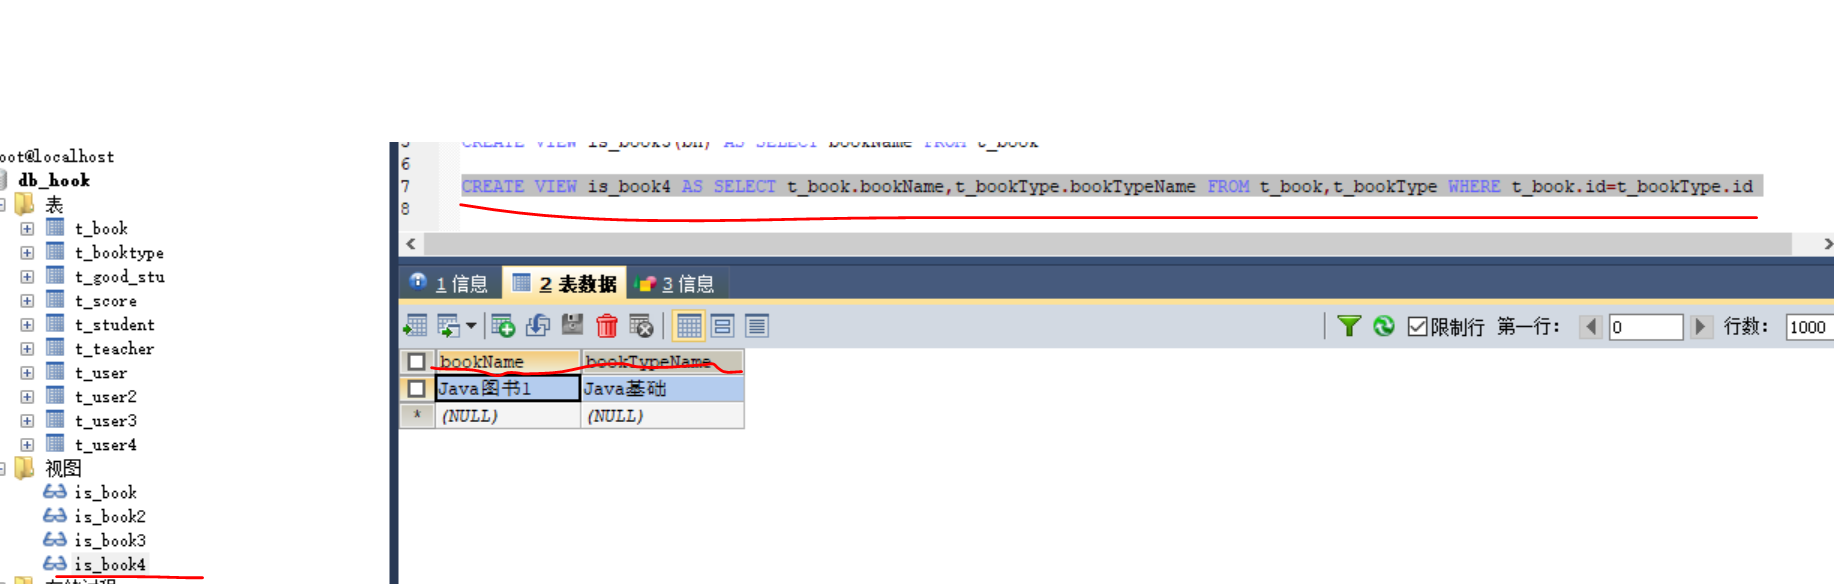 oot@localhost
db_hook
表
t_book
t_booktype
t_good_stu
t_score
t_student
t_teacher
t_user
t_user2
t_user3
t_user4
视图
is_book
is_book2
is_book3
is_book4
5 CREATE VIEW is_book3(bn) AS SELECT bookName FROM t_book
6
7 CREATE VIEW is_book4 AS SELECT t_book.bookName,t_bookType.bookTypeName FROM t_book,t_bookType WHERE t_book.id=t_bookType.id
8
1 信息 2 表数据 3 信息
限制行 第一行: 0 行数: 1000
bookName bookTypeName
Java图书1 Java基础
* (NULL) (NULL)